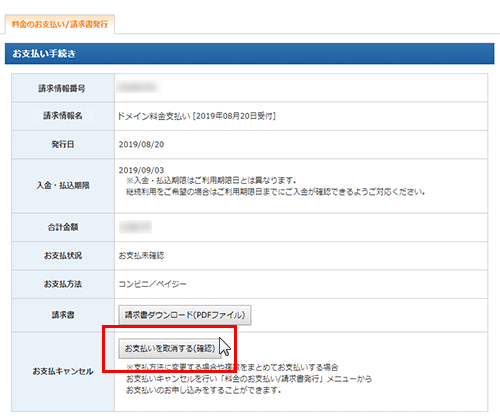 料金のお支払い/請求書発行
お支払い手続き
請求情報番号
請求情報名 ドメイン料金支払い [2019年08月20日受付]
発行日 2019/08/20
入金・払込期限 2019/09/03
※入金・払込期限はご利用期限日とは異なります。
継続利用をご希望の場合はご利用期限日までにご入金が確認できるようご対応ください。
合計金額
お支払状況 お支払未確認
お支払方法 コンビニ／ペイジー
請求書 請求書ダウンロード(PDFファイル)
お支払キャンセル お支払いを取消する(確認)
※支払方法に変更する場合や複数をまとめてお支払いする場合
お支払いキャンセルを行い「料金のお支払い/請求書発行」メニューから
お支払いのお申し込みをすることができます。